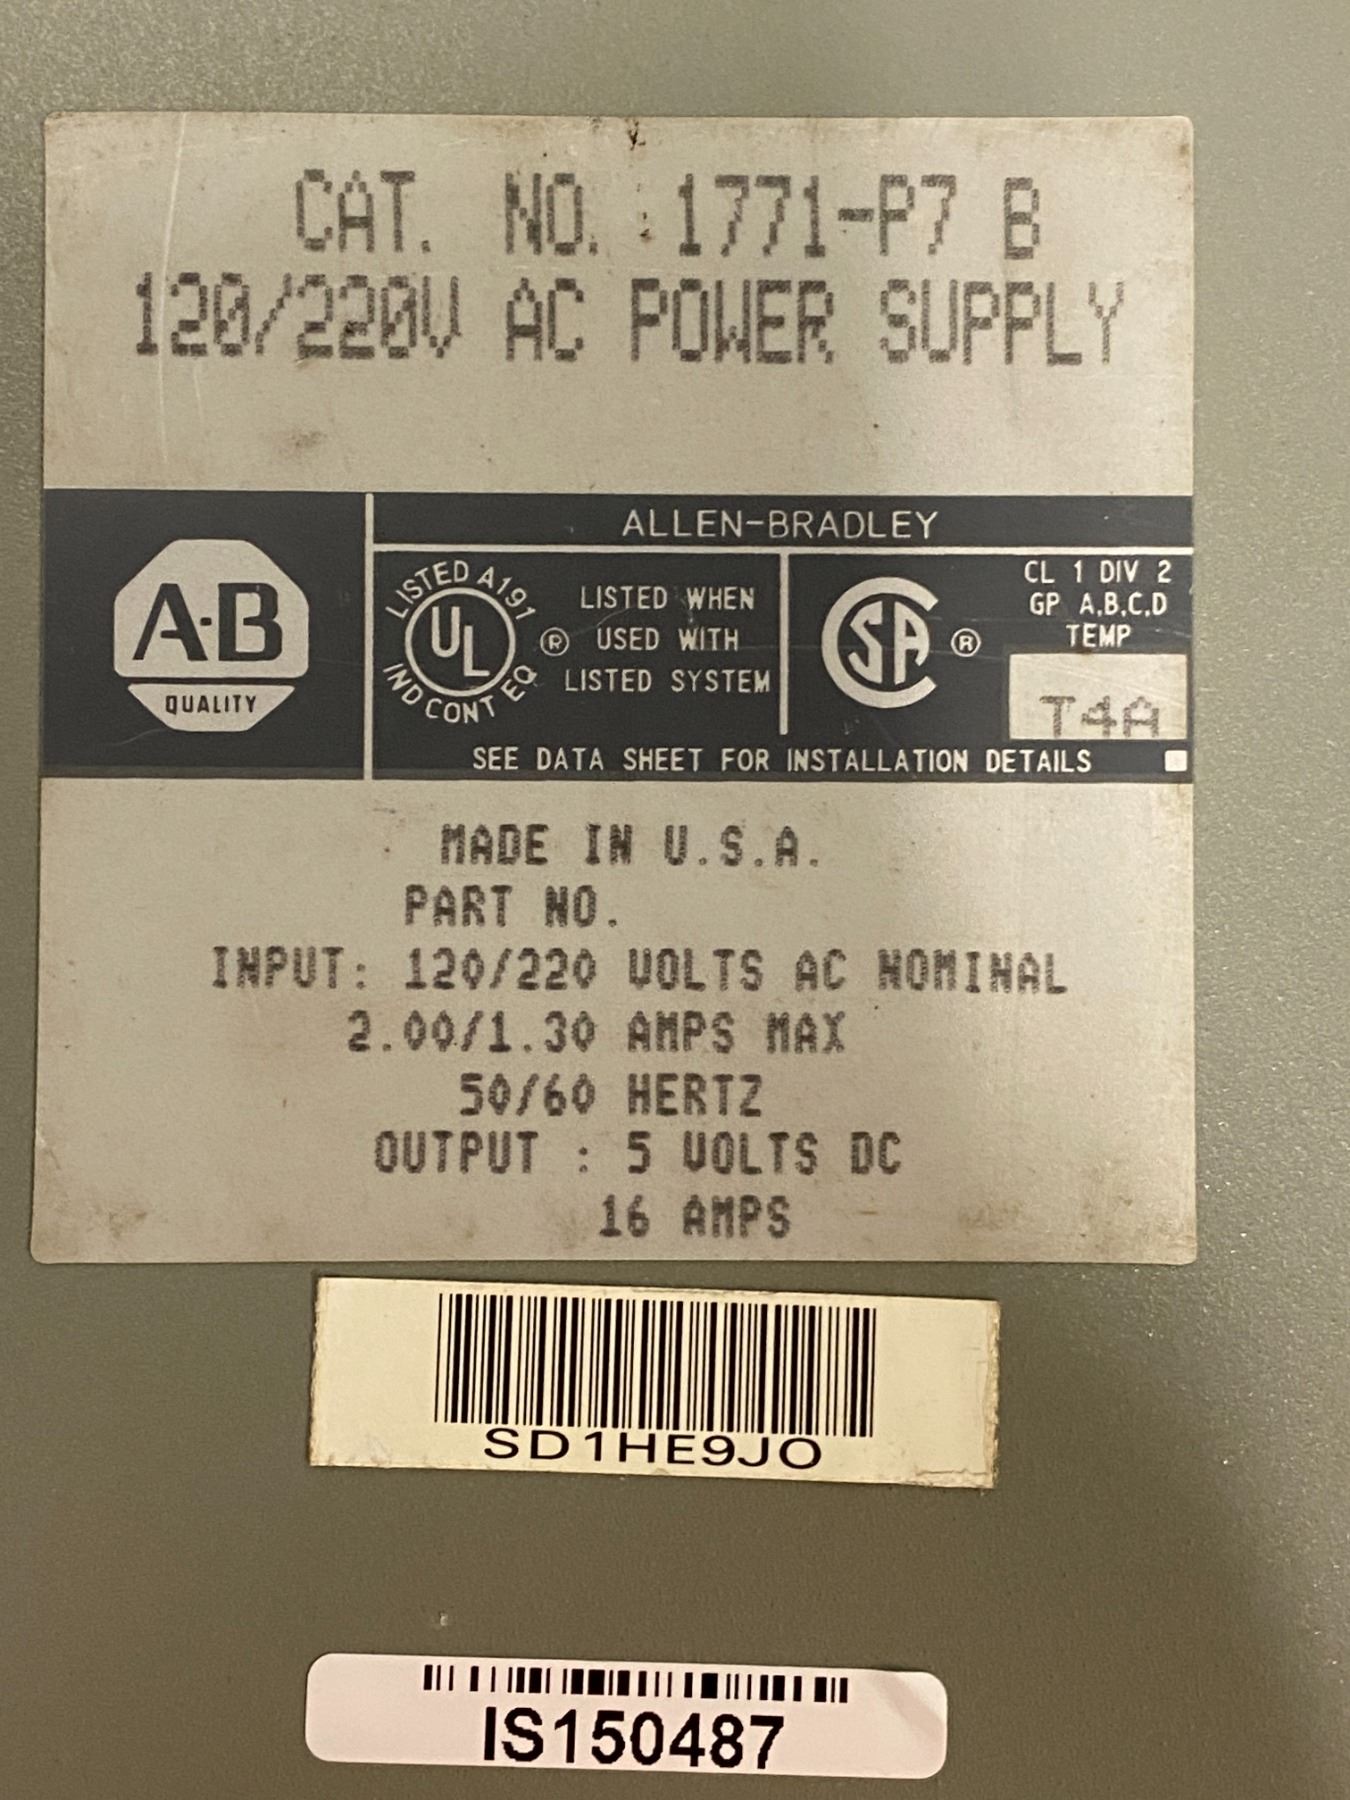 CAT. NO. : 1771-P7 B
120/220V AC POWER SUPPLY
ALLEN-BRADLEY
A·B
QUALITY
LISTED A191
UL
IND CONT EQ
®
LISTED WHEN
USED WITH
LISTED SYSTEM
CSA ®
CL 1 DIV 2
GP A,B,C,D
TEMP
T4A
SEE DATA SHEET FOR INSTALLATION DETAILS
MADE IN U.S.A.
PART NO.
INPUT: 120/220 VOLTS AC NOMINAL
2.00/1.30 AMPS MAX
50/60 HERTZ
OUTPUT : 5 VOLTS DC
16 AMPS
SD1HE9JO
IS150487